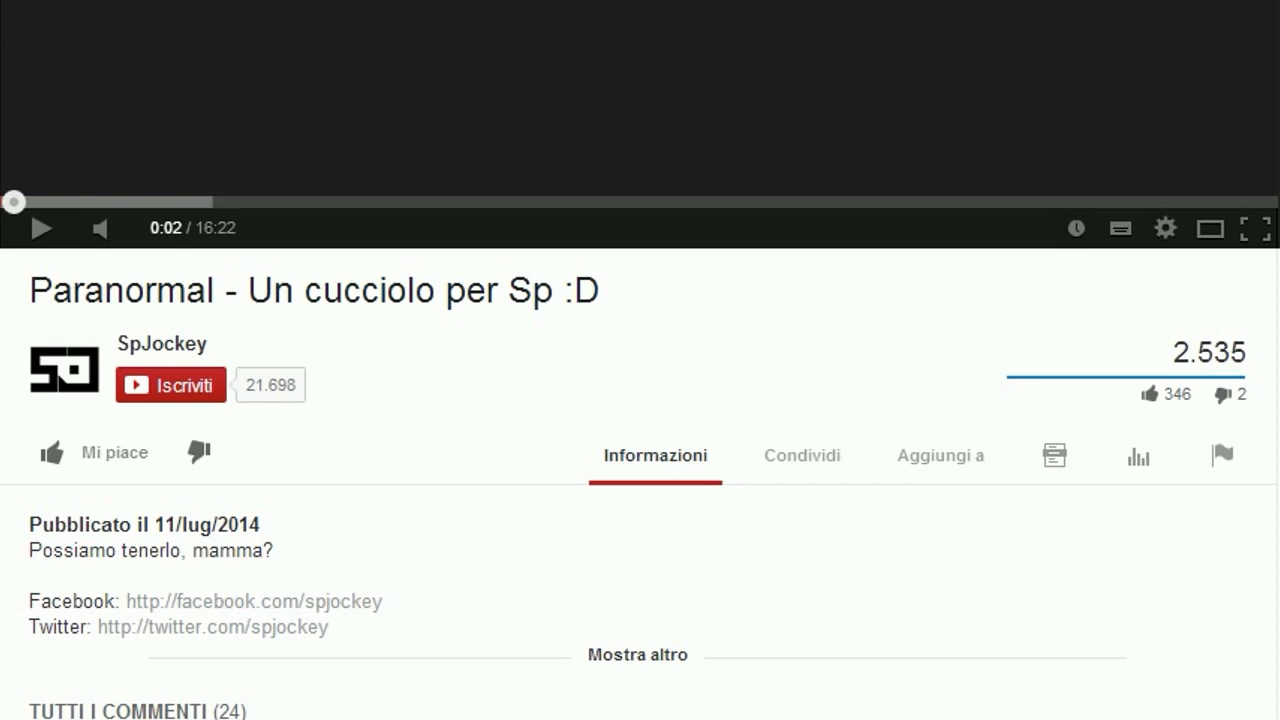 0:02 / 16:22
Paranormal - Un cucciolo per Sp :D
SpJockey
Iscriviti 21.698
2.535
346 2
Mi piace
Informazioni Condividi Aggiungi a
Pubblicato il 11/lug/2014
Possiamo tenerlo, mamma?
Facebook: http://facebook.com/spjockey
Twitter: http://twitter.com/spjockey
Mostra altro
TUTTI I COMMENTI (24)